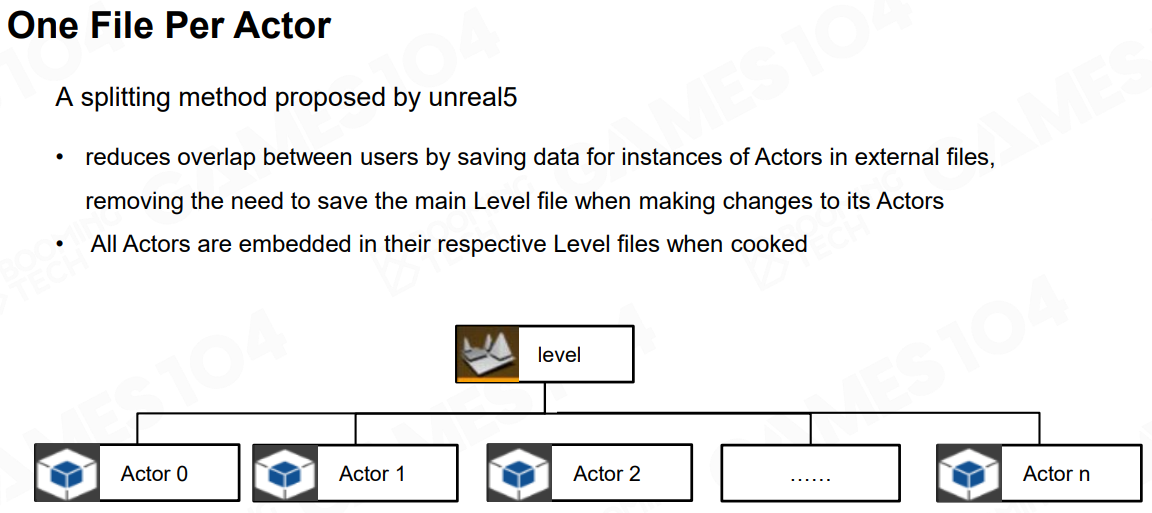 One File Per Actor
A splitting method proposed by unreal5
• reduces overlap between users by saving data for instances of Actors in external files,
removing the need to save the main Level file when making changes to its Actors
• All Actors are embedded in their respective Level files when cooked
level
Actor 0
Actor 1
Actor 2
......
Actor n
GAMES104
BOOMING
TECH